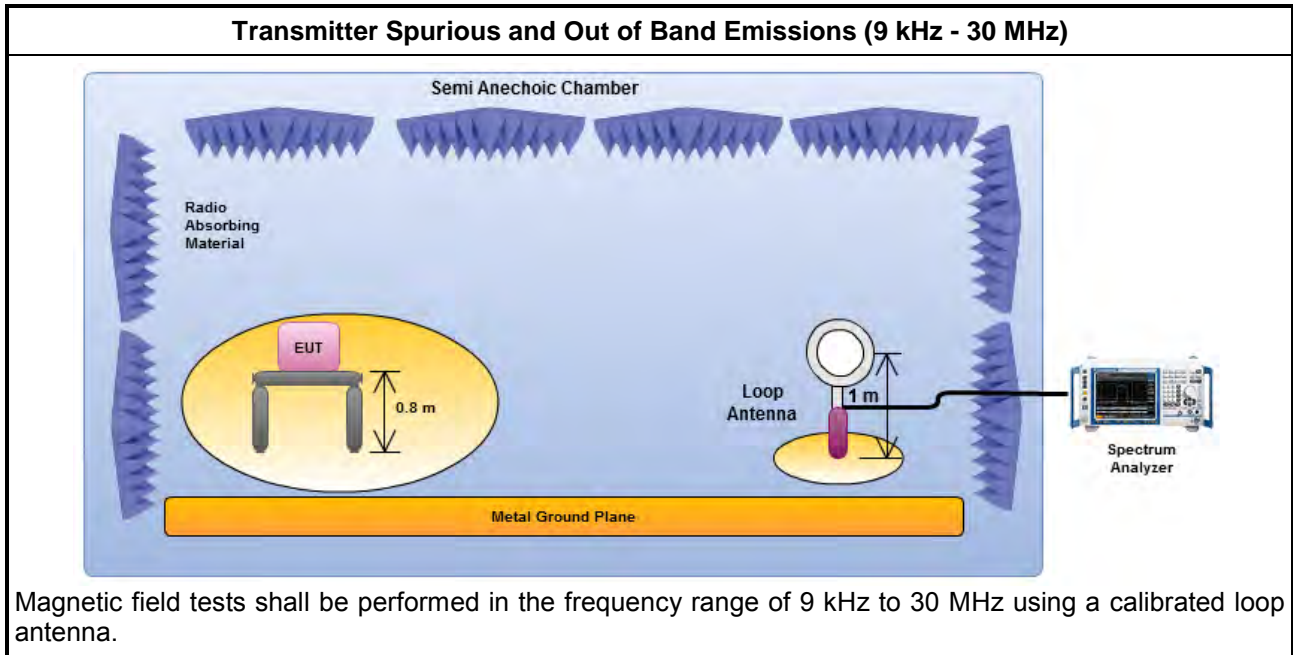 Transmitter Spurious and Out of Band Emissions (9 kHz - 30 MHz)
Semi Anechoic Chamber
Radio
Absorbing
Material
EUT
0.8 m
Loop
Antenna
1 m
Spectrum
Analyzer
Metal Ground Plane
Magnetic field tests shall be performed in the frequency range of 9 kHz to 30 MHz using a calibrated loop
antenna.